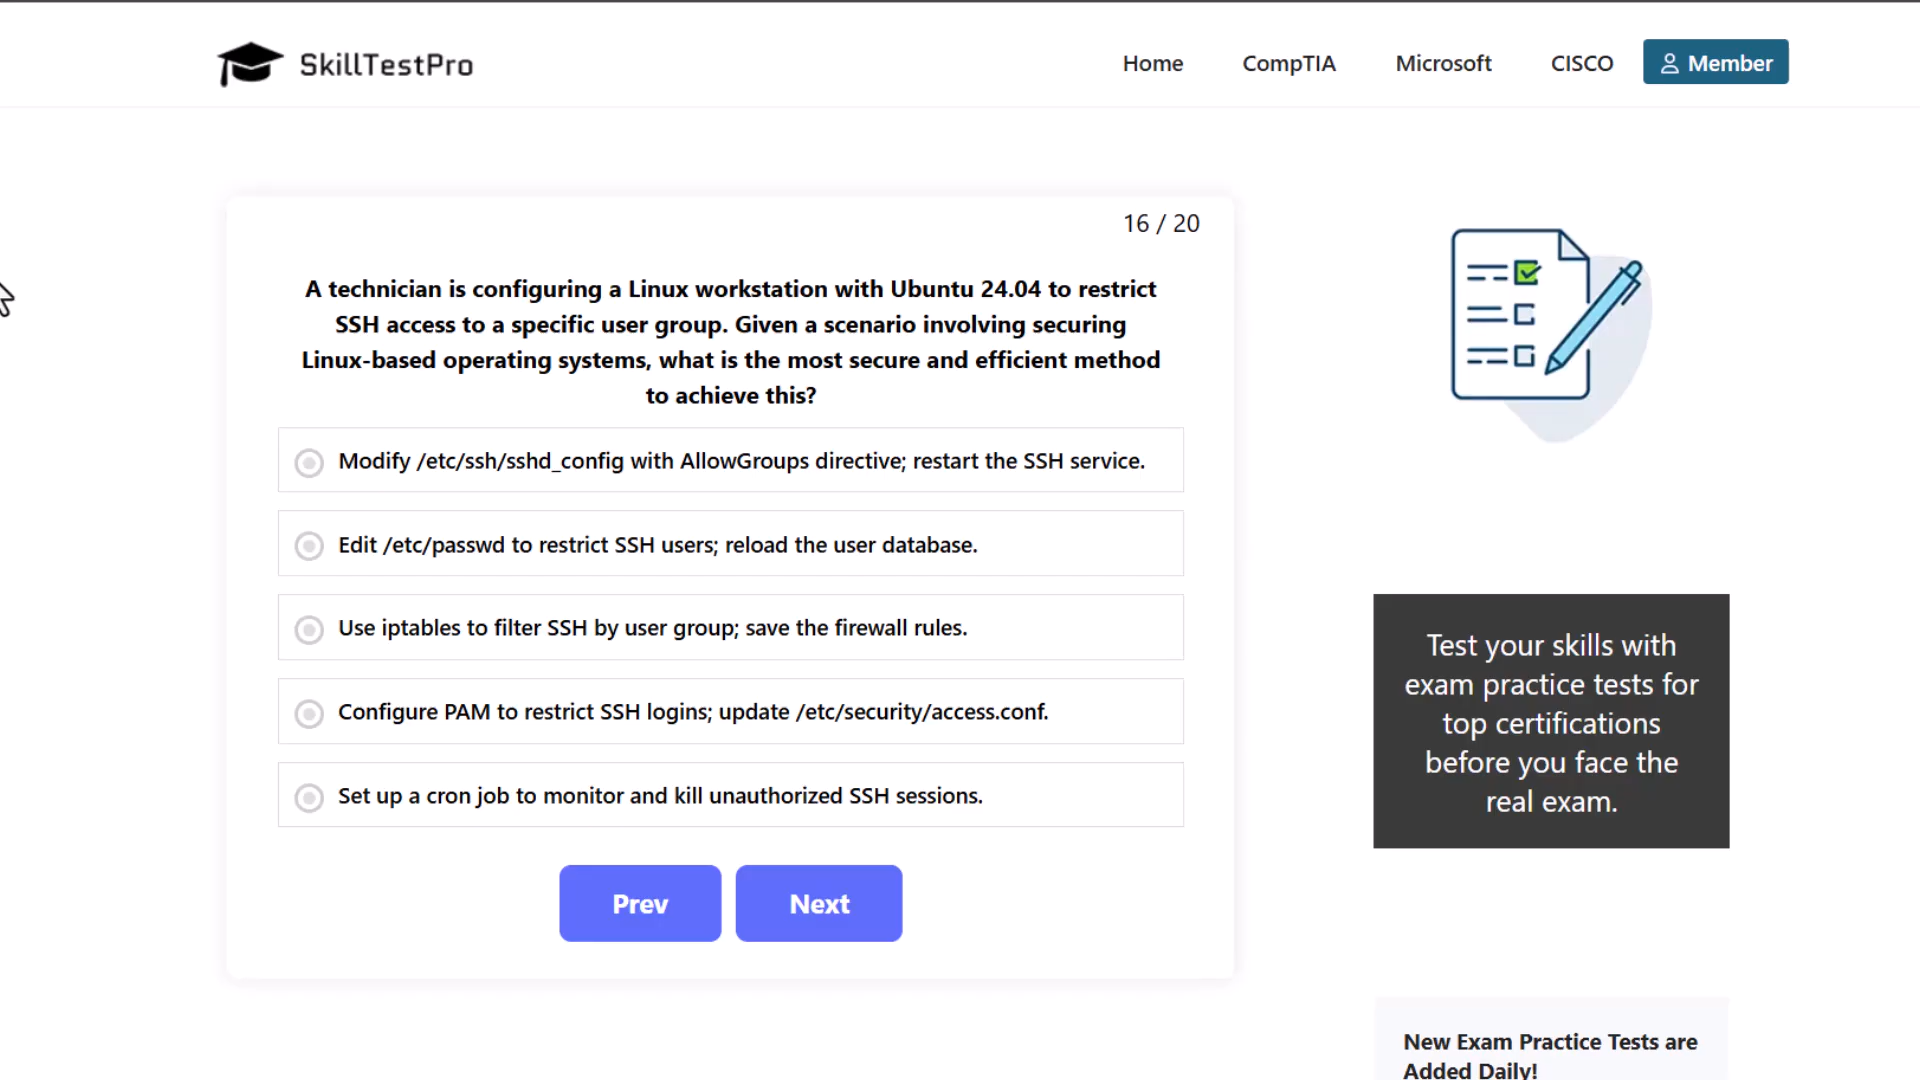 SkillTestPro
Home
CompTIA
Microsoft
CISCO
Member
16 / 20
A technician is configuring a Linux workstation with Ubuntu 24.04 to restrict
SSH access to a specific user group. Given a scenario involving securing
Linux-based operating systems, what is the most secure and efficient method
to achieve this?
Modify /etc/ssh/sshd_config with AllowGroups directive; restart the SSH service.
Edit /etc/passwd to restrict SSH users; reload the user database.
Use iptables to filter SSH by user group; save the firewall rules.
Configure PAM to restrict SSH logins; update /etc/security/access.conf.
Set up a cron job to monitor and kill unauthorized SSH sessions.
Prev
Next
Test your skills with
exam practice tests for
top certifications
before you face the
real exam.
New Exam Practice Tests are
Added Daily!